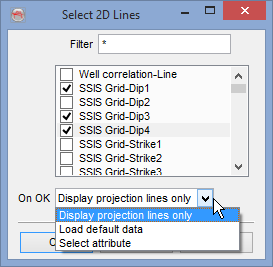 Select 2D Lines
Filter *
Well correlation-Line
SSIS Grid-Dip1
SSIS Grid-Dip2
SSIS Grid-Dip3
SSIS Grid-Dip4
SSIS Grid-Strike1
SSIS Grid-Strike2
SSIS Grid-Strike3
On OK Display projection lines only
Display projection lines only
Load default data
Select attribute